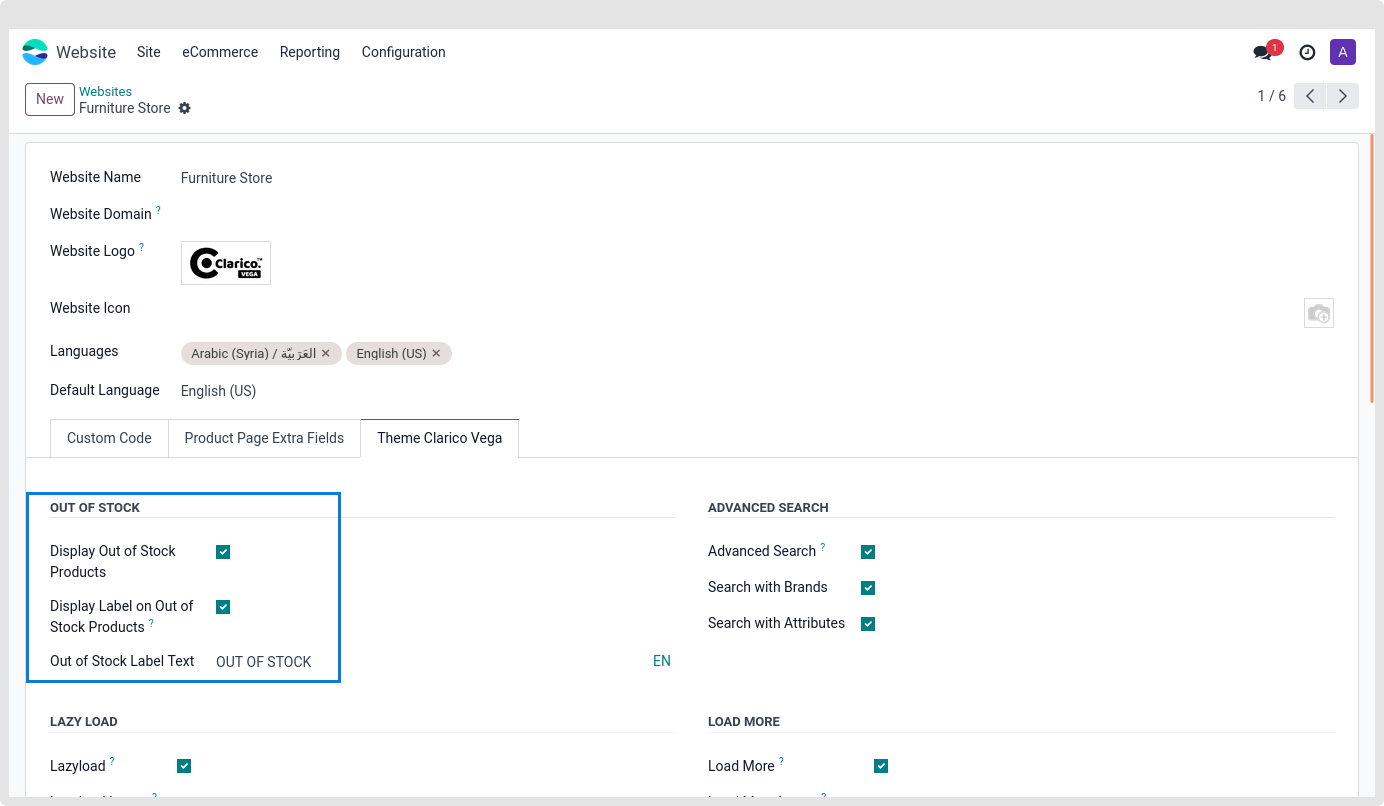 Website Site eCommerce Reporting Configuration 1 A
New Websites 1 / 6
Furniture Store
Website Name Furniture Store
Website Domain ?
Website Logo ? Clarico.™ VEGA
Website Icon
Languages Arabic (Syria) / الْعَرَبيّة × English (US) ×
Default Language English (US)
Custom Code Product Page Extra Fields Theme Clarico Vega
OUT OF STOCK ADVANCED SEARCH
Display Out of Stock Advanced Search ?
Products
Search with Brands
Display Label on Out of
Search with Attributes
Stock Products ?
Out of Stock Label Text OUT OF STOCK EN
LAZY LOAD LOAD MORE
Lazyload ? Load More ?